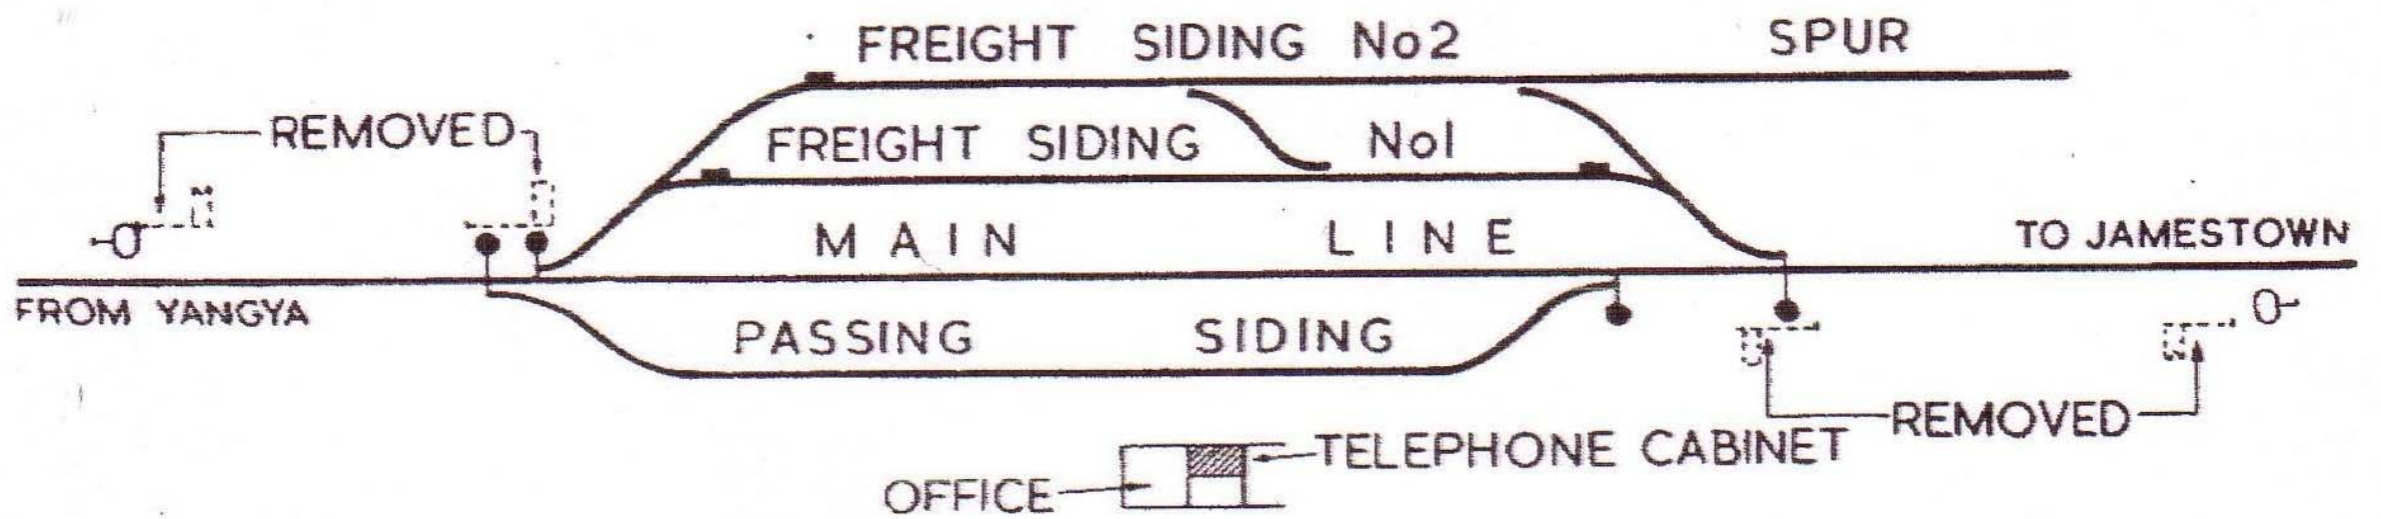 FREIGHT SIDING No2 SPUR
REMOVED
FREIGHT SIDING No1
MAIN LINE
TO JAMESTOWN
FROM YANGYA
PASSING SIDING
REMOVED
TELEPHONE CABINET
OFFICE